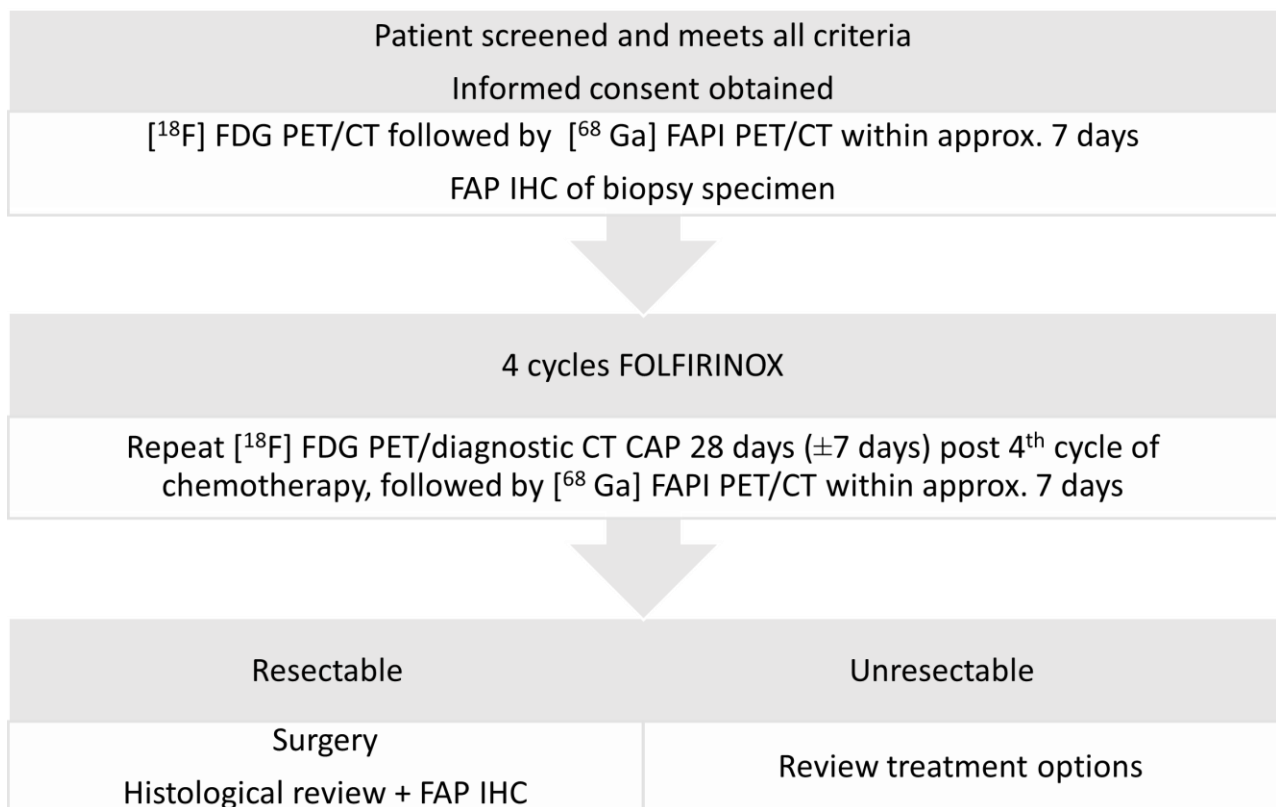 Patient screened and meets all criteria
Informed consent obtained
[¹⁸F] FDG PET/CT followed by [⁶⁸ Ga] FAPI PET/CT within approx. 7 days
FAP IHC of biopsy specimen
4 cycles FOLFIRINOX
Repeat [¹⁸F] FDG PET/diagnostic CT CAP 28 days (±7 days) post 4ᵗʰ cycle of
chemotherapy, followed by [⁶⁸ Ga] FAPI PET/CT within approx. 7 days
Resectable
Unresectable
Surgery
Histological review + FAP IHC
Review treatment options